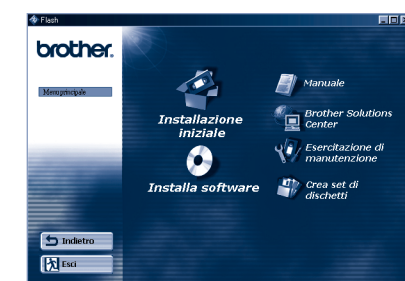 Flash
brother.
Menu principale
Installazione
iniziale
Installa software
Manuale
Brother Solutions
Center
Esercitazione di
manutenzione
Crea set di
dischetti
Indietro
Esci